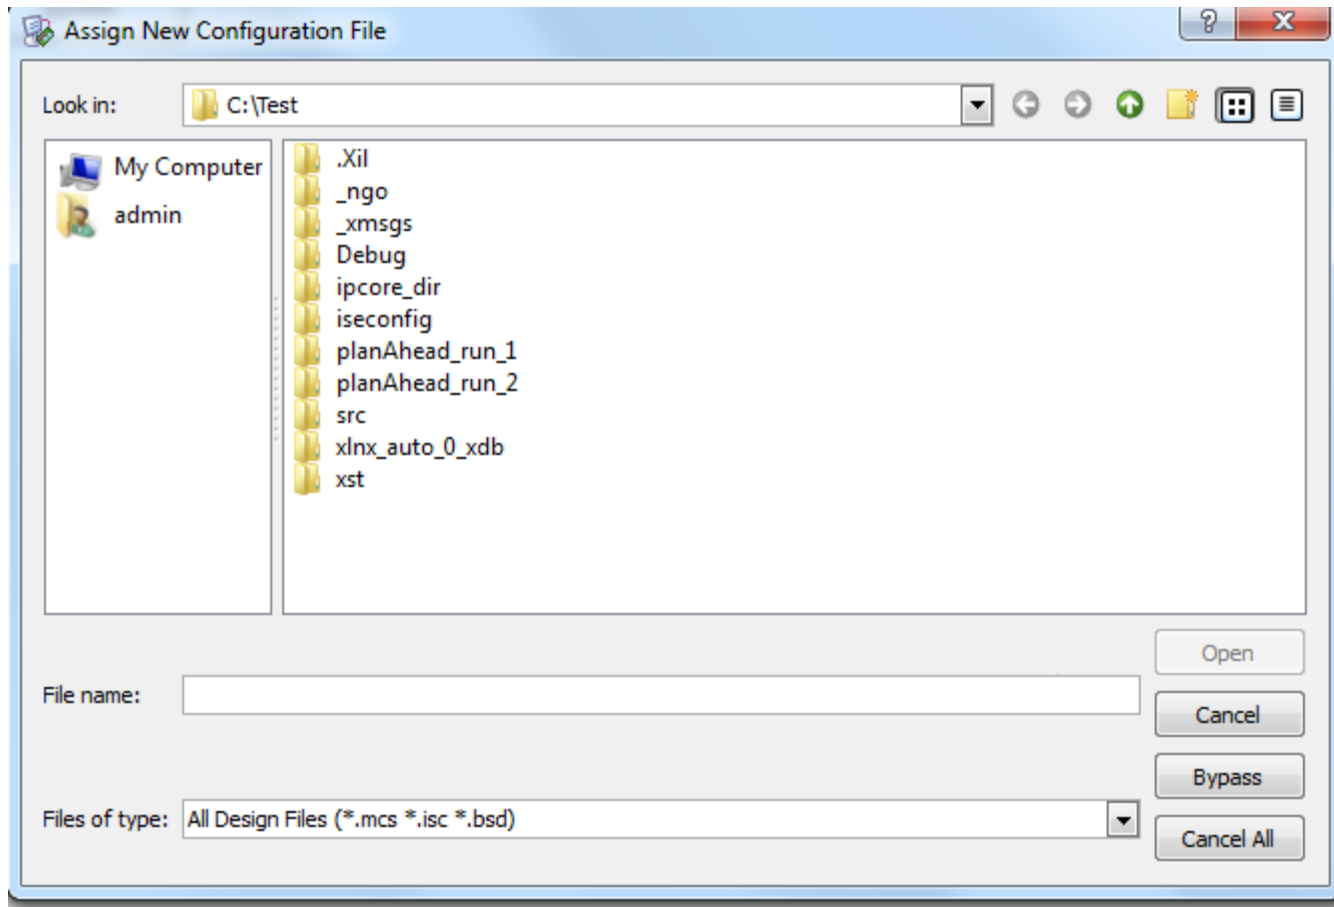 Assign New Configuration File
Look in: C:\Test
My Computer
admin
.Xil
_ngo
_xmsgs
Debug
ipcore_dir
iseconfig
planAhead_run_1
planAhead_run_2
src
xlnx_auto_0_xdb
xst
Open
File name:
Cancel
Bypass
Files of type: All Design Files (*.mcs *.isc *.bsd)
Cancel All